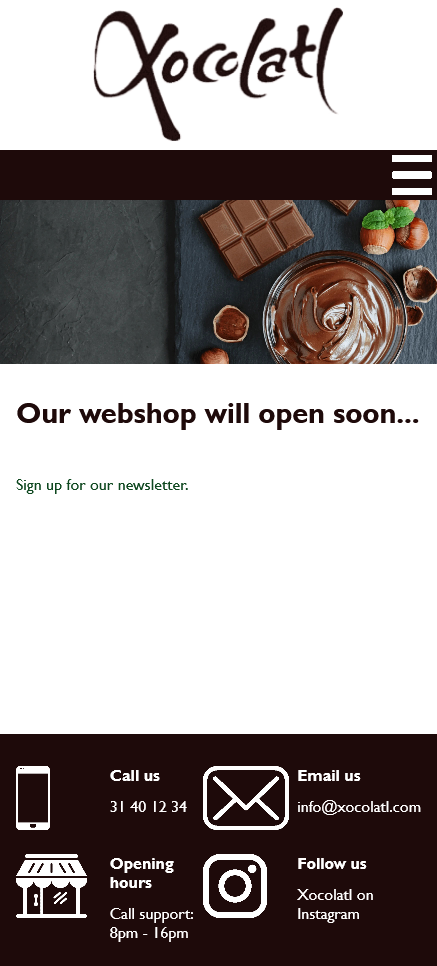 Xocolatl
Our webshop will open soon...
Sign up for our newsletter.
Call us
31 40 12 34
Email us
info@xocolatl.com
Opening
hours
Call support:
8pm - 16pm
Follow us
Xocolatl on
Instagram